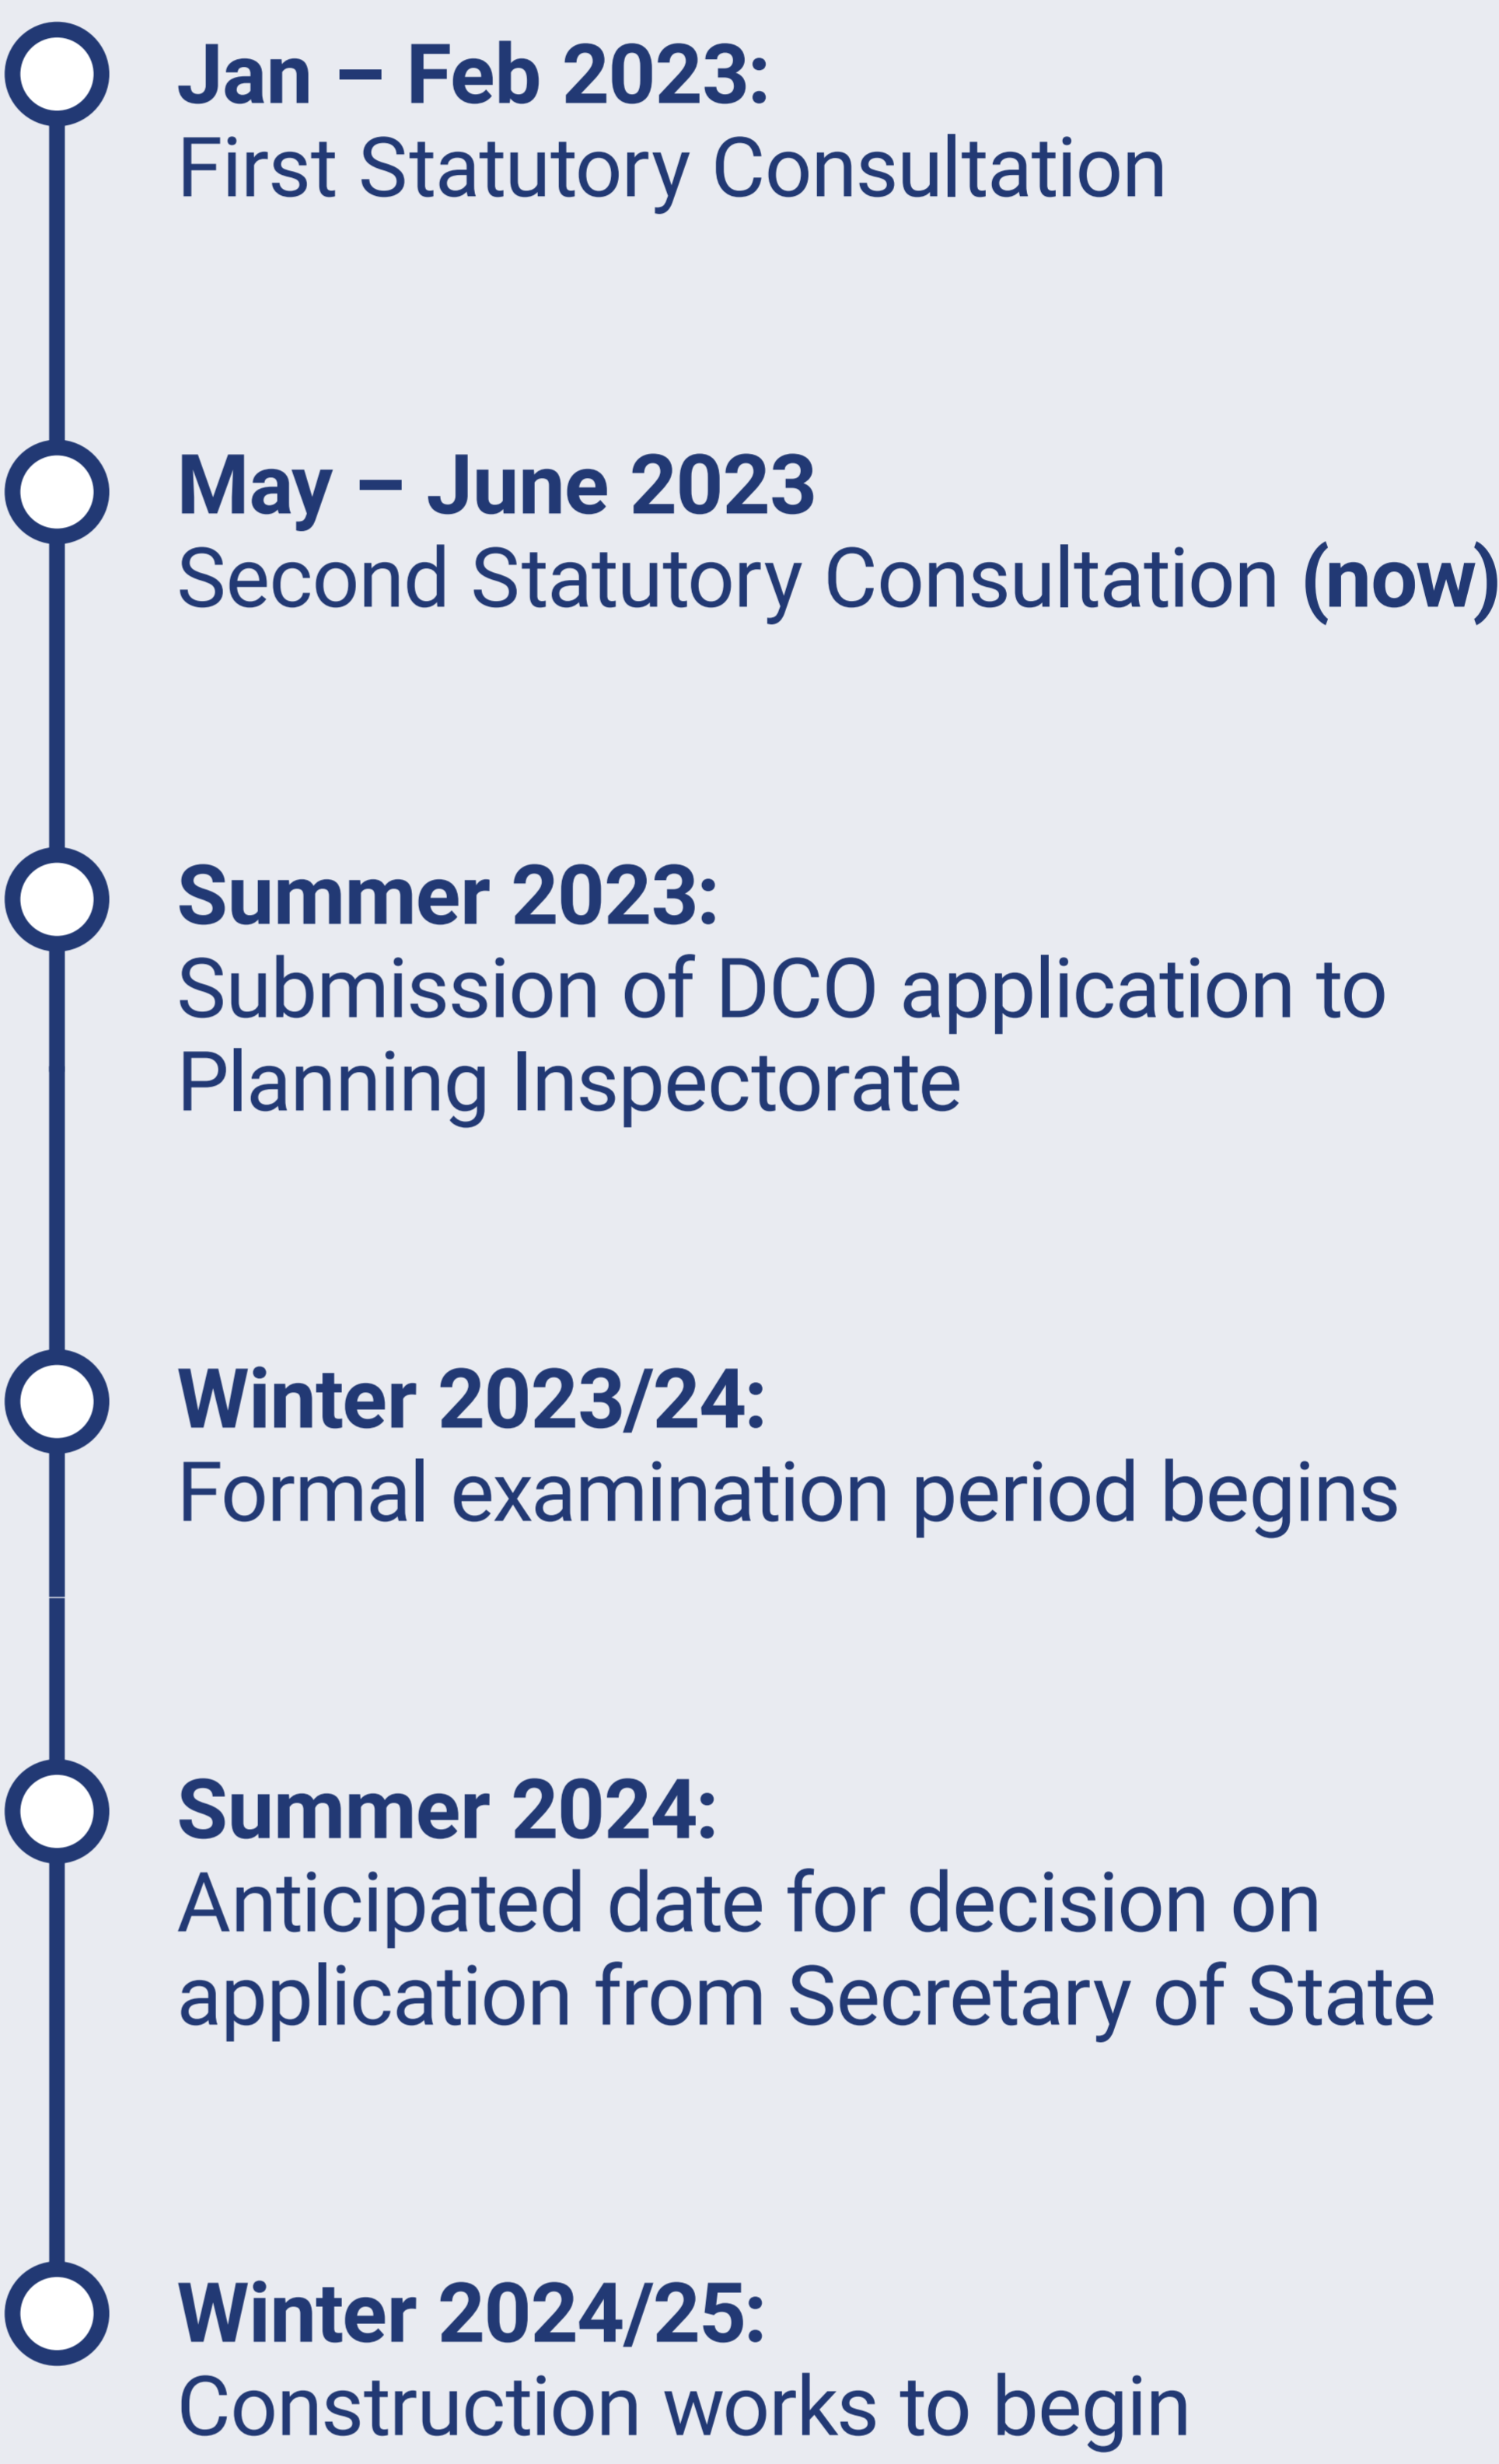 Jan – Feb 2023:
First Statutory Consultation
May – June 2023
Second Statutory Consultation (now)
Summer 2023:
Submission of DCO application to
Planning Inspectorate
Winter 2023/24:
Formal examination period begins
Summer 2024:
Anticipated date for decision on
application from Secretary of State
Winter 2024/25:
Construction works to begin